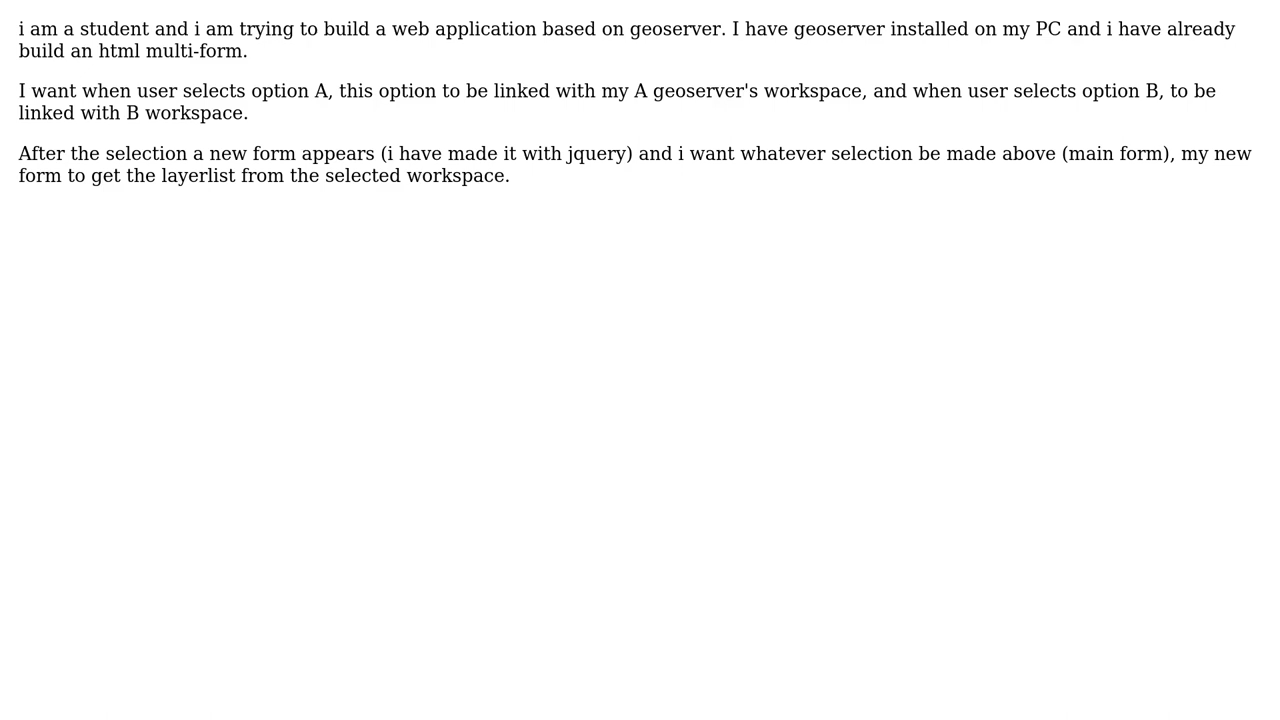 i am a student and i am trying to build a web application based on geoserver. I have geoserver installed on my PC and i have already
build an html multi-form.
I want when user selects option A, this option to be linked with my A geoserver's workspace, and when user selects option B, to be
linked with B workspace.
After the selection a new form appears (i have made it with jquery) and i want whatever selection be made above (main form), my new
form to get the layerlist from the selected workspace.